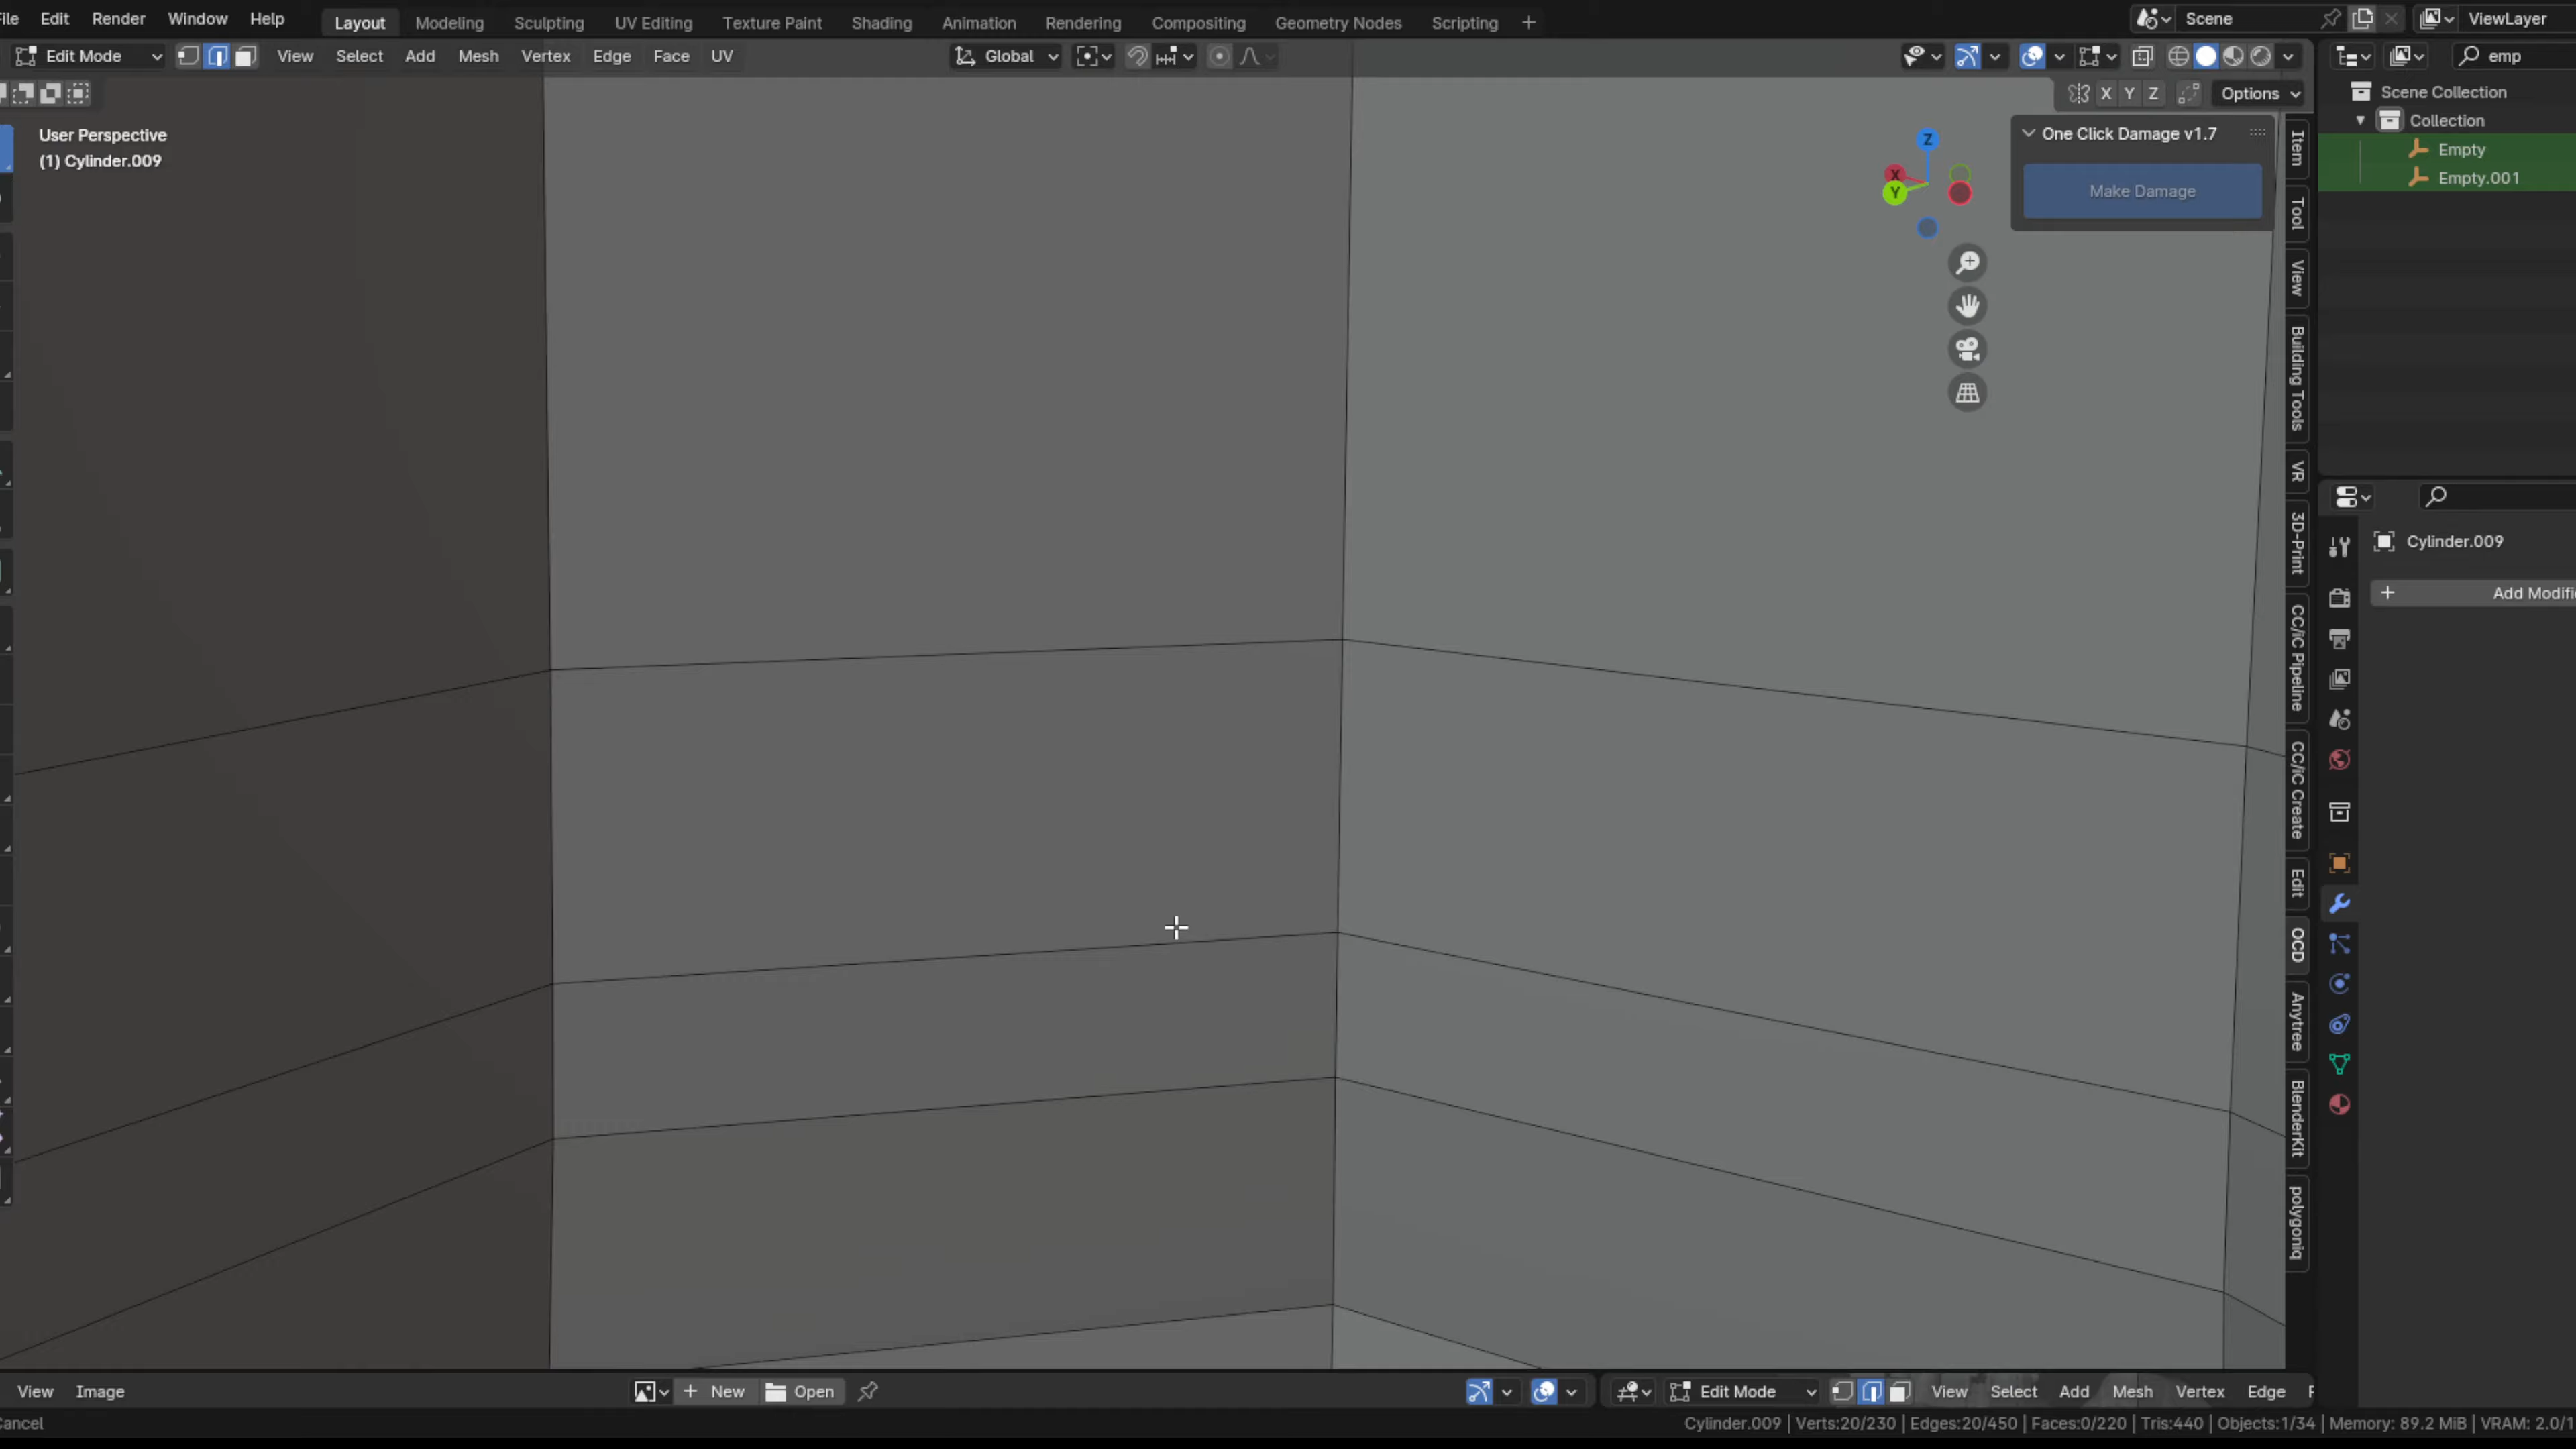 File Edit Render Window Help Layout Modeling Sculpting UV Editing Texture Paint Shading Animation Rendering Compositing Geometry Nodes Scripting + Scene ViewLayer
Edit Mode View Select Add Mesh Vertex Edge Face UV Global emp
X Y Z Options
Scene Collection
Collection
Empty
Empty.001
User Perspective
(1) Cylinder.009
One Click Damage v1.7
Make Damage
Z
X
Y
Item
Tool
View
Building Tools
VR
3D-Print
CC/iC Pipeline
CC/iC Create
Edit
OCD
Anytree
BlenderKit
polygoniq
Cylinder.009
+ Add Modifi
View Image + New Open Edit Mode View Select Add Mesh Vertex Edge F
Cancel
Cylinder.009 | Verts:20/230 | Edges:20/450 | Faces:0/220 | Tris:440 | Objects:1/34 | Memory: 89.2 MiB | VRAM: 2.0/1